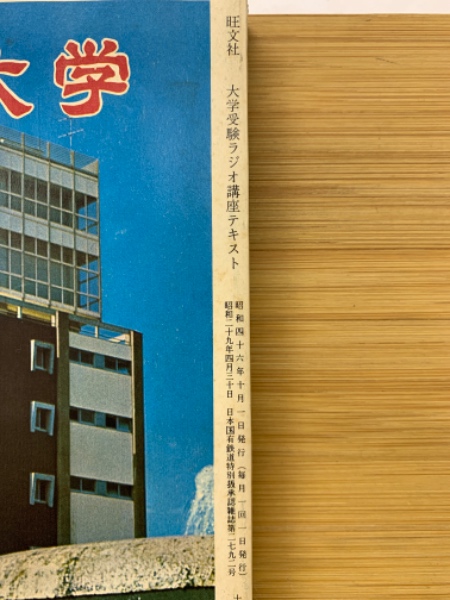 大学
旺文社 大学受験ラジオ講座テキスト
昭和四十六年十月一日発行（毎月一回一日発行）
昭和二十九年四月三十日 日本国有鉄道特別扱承認雑誌第二七九二号